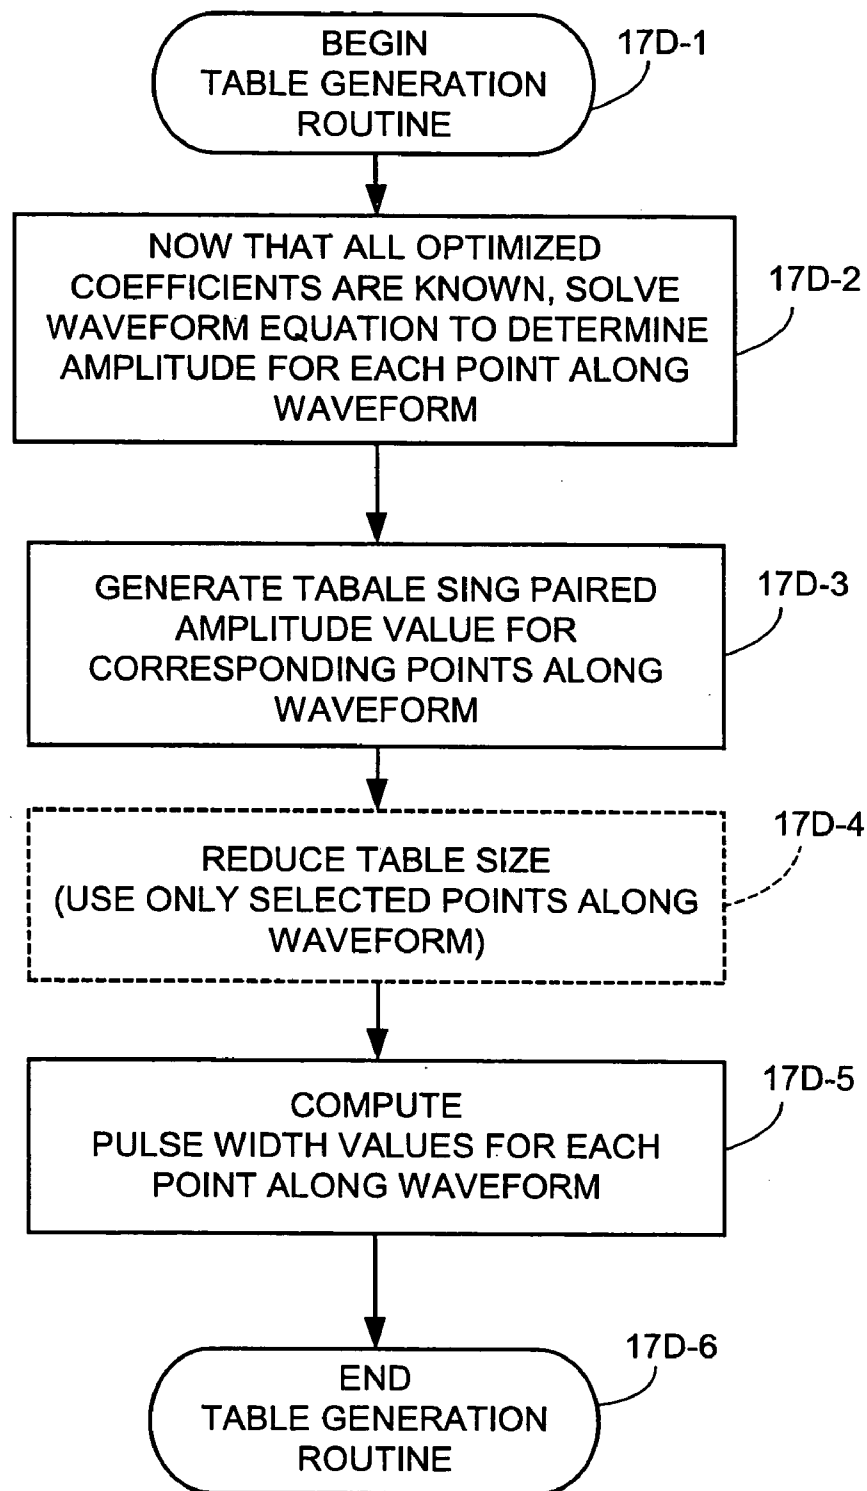 BEGIN
TABLE GENERATION
ROUTINE
17D-1
NOW THAT ALL OPTIMIZED
COEFFICIENTS ARE KNOWN, SOLVE
WAVEFORM EQUATION TO DETERMINE
AMPLITUDE FOR EACH POINT ALONG
WAVEFORM
17D-2
GENERATE TABALE SING PAIRED
AMPLITUDE VALUE FOR
CORRESPONDING POINTS ALONG
WAVEFORM
17D-3
REDUCE TABLE SIZE
(USE ONLY SELECTED POINTS ALONG
WAVEFORM)
17D-4
COMPUTE
PULSE WIDTH VALUES FOR EACH
POINT ALONG WAVEFORM
17D-5
END
TABLE GENERATION
ROUTINE
17D-6